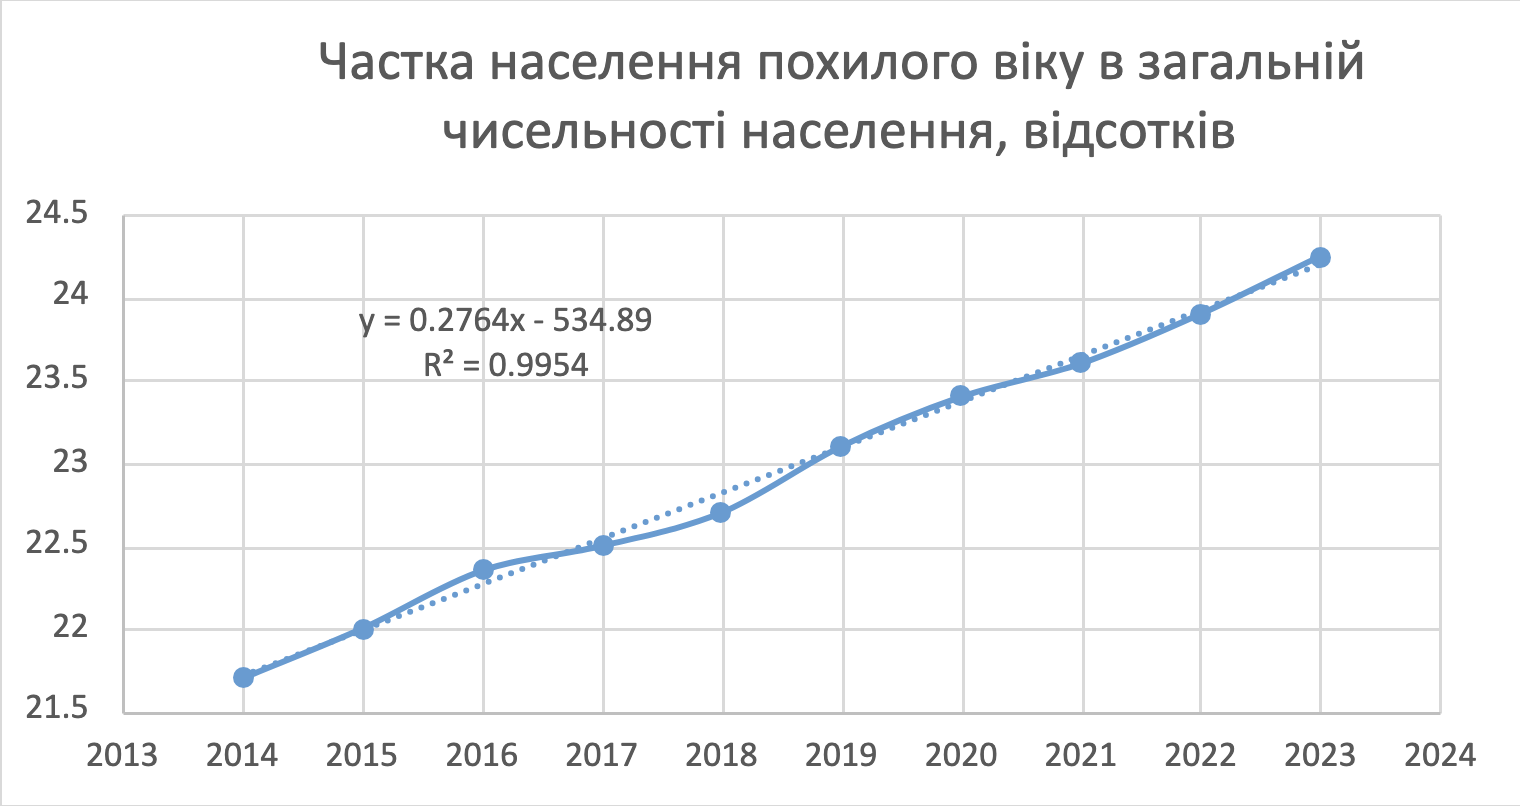 Частка населення похилого віку в загальній
чисельності населення, відсотків
24.5
24
23.5
23
22.5
22
21.5
y = 0.2764x - 534.89
R² = 0.9954
2013 2014 2015 2016 2017 2018 2019 2020 2021 2022 2023 2024